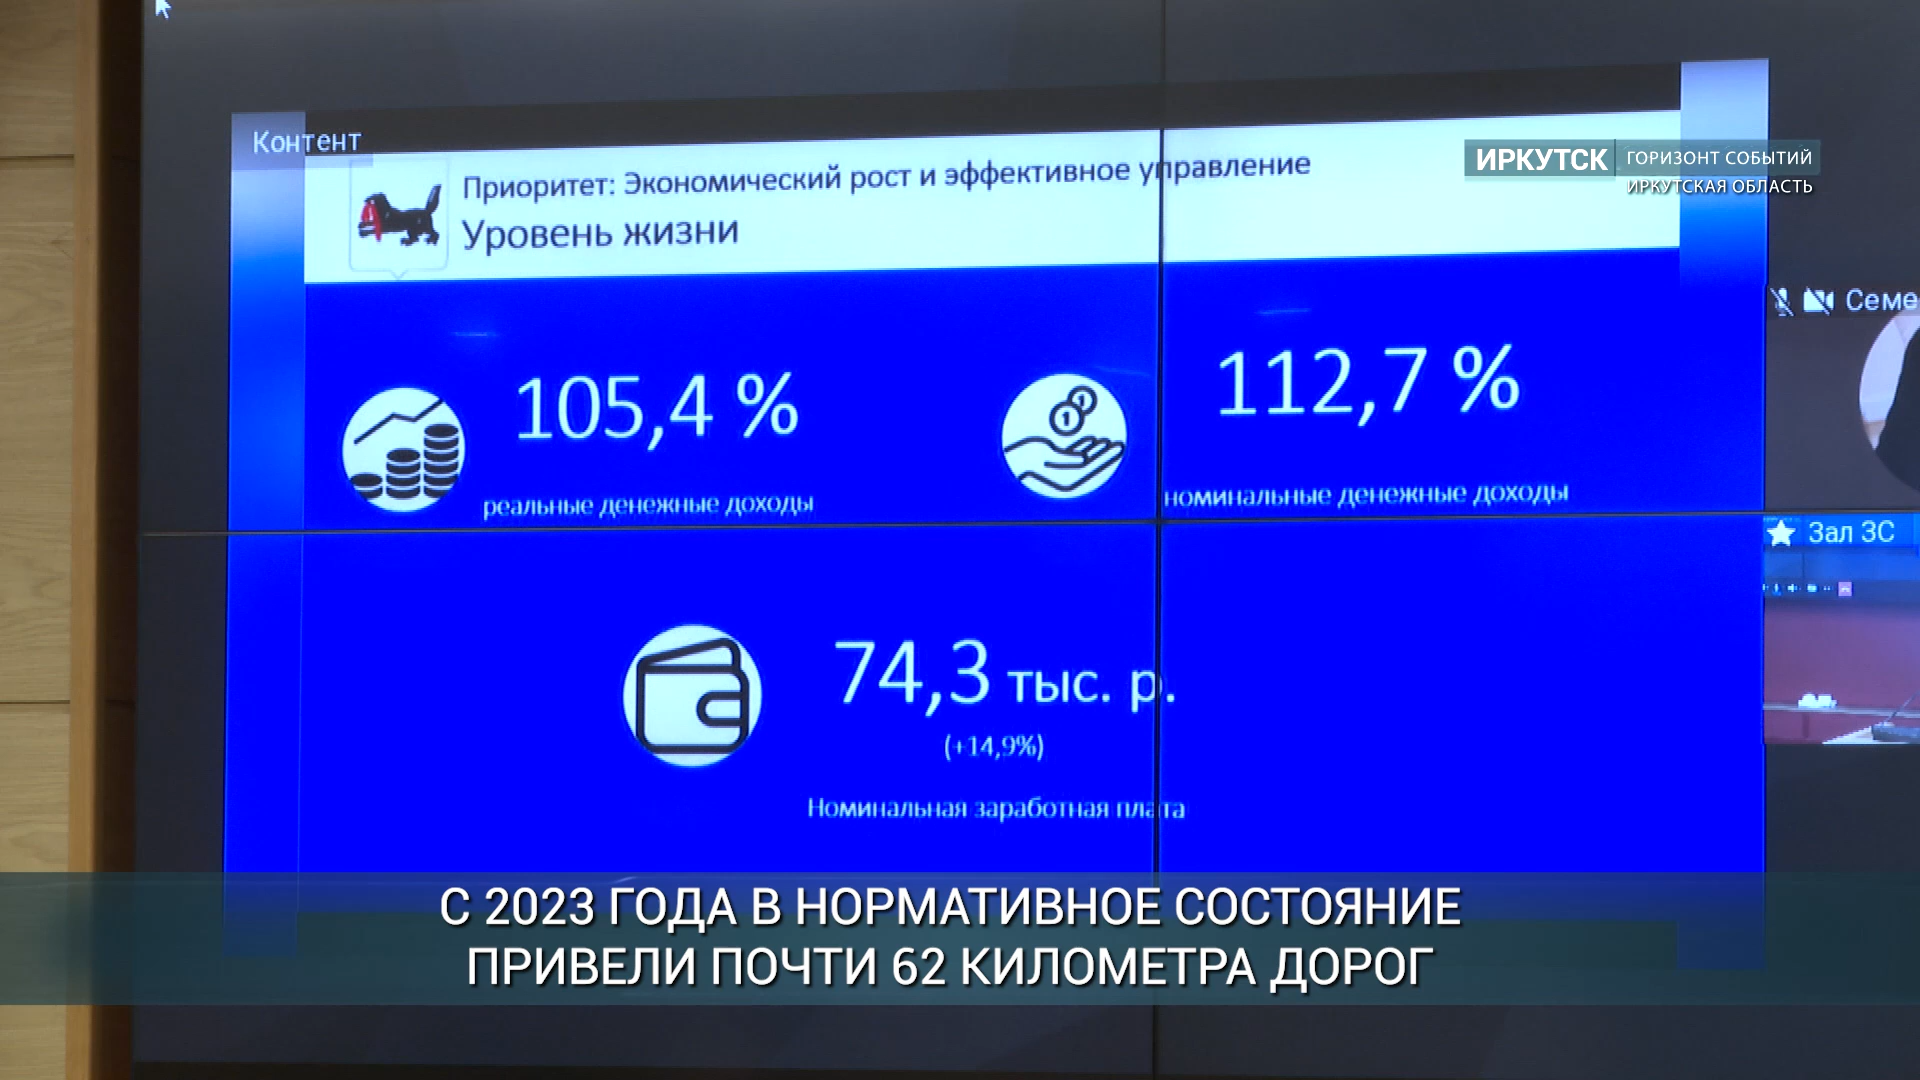 Контент
ИРКУТСК ГОРИЗОНТ СОБЫТИЙ
ИРКУТСКАЯ ОБЛАСТЬ
Приоритет: Экономический рост и эффективное управление
Уровень жизни
Семе
105,4 %
реальные денежные доходы
112,7 %
номинальные денежные доходы
Зал ЗС
74,3 тыс. р.
(+14,9%)
Номинальная заработная плата
С 2023 ГОДА В НОРМАТИВНОЕ СОСТОЯНИЕ
ПРИВЕЛИ ПОЧТИ 62 КИЛОМЕТРА ДОРОГ